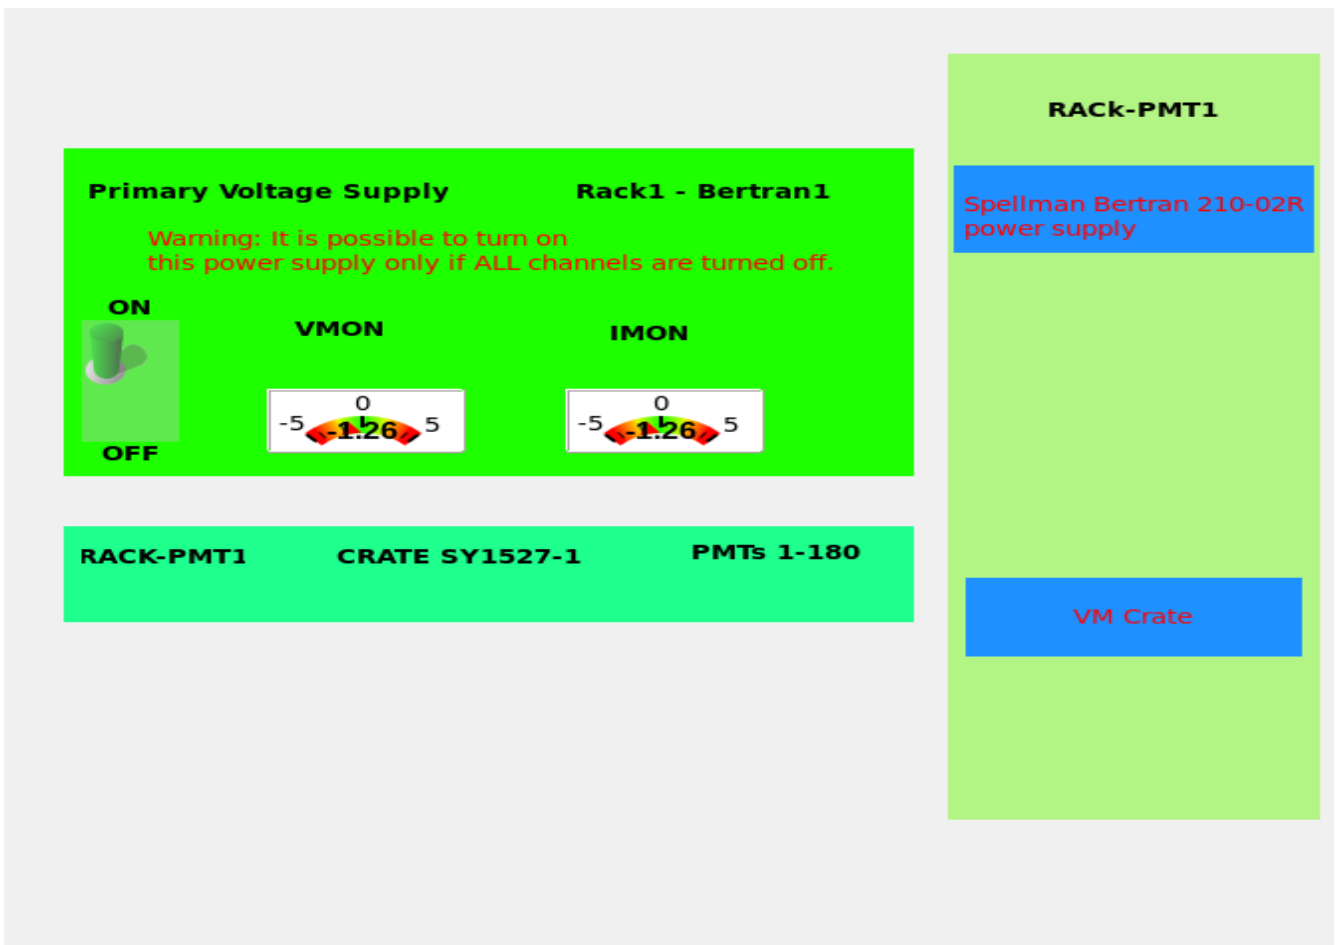 RACk-PMT1
Primary Voltage Supply
Rack1 - Bertran1
Warning: It is possible to turn on
this power supply only if ALL channels are turned off.
Spellman Bertran 210-02R
power supply
ON
VMON
IMON
0
-5
-1.26
5
0
-5
-1.26
5
OFF
RACK-PMT1
CRATE SY1527-1
PMTs 1-180
VM Crate